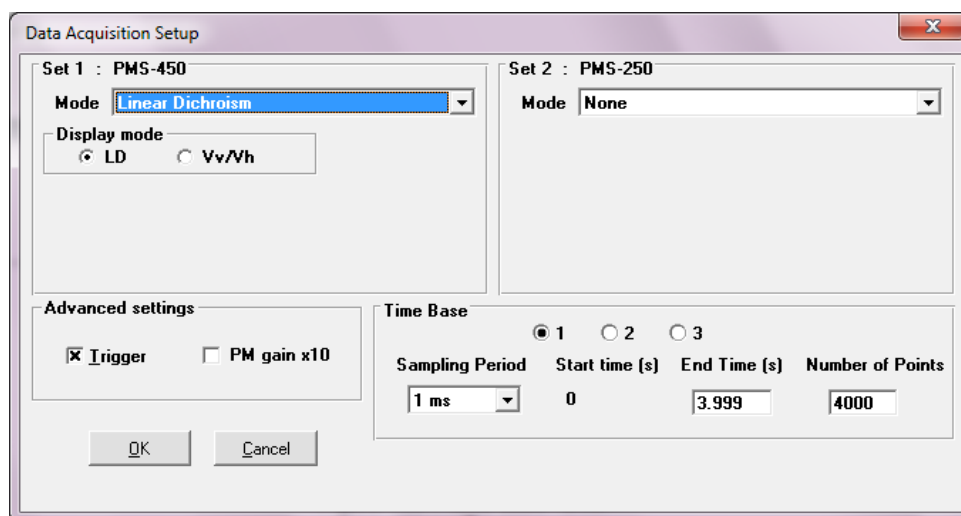 Data Acquisition Setup
Set 1 : PMS-450
Mode Linear Dichroism
Display mode
LD Vv/Vh
Set 2 : PMS-250
Mode None
Advanced settings
Trigger PM gain x10
Time Base
1 2 3
Sampling Period Start time (s) End Time (s) Number of Points
1 ms 0 3.999 4000
OK Cancel